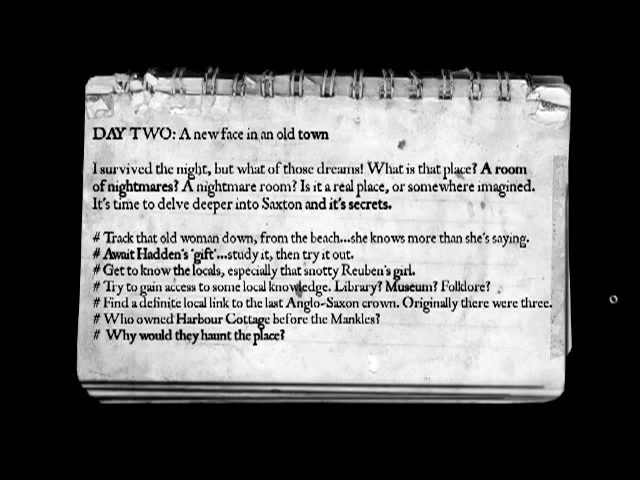 DAY TWO: A new face in an old town
I survived the night, but what of those dreams! What is that place? A room
of nightmares? A nightmare room? Is it a real place, or somewhere imagined.
It's time to delve deeper into Saxton and it's secrets.
# Track that old woman down, from the beach...she knows more than she's saying.
# Await Hadden's 'gift'...study it, then try it out.
# Get to know the locals, especially that snotty Reuben's girl.
# Try to gain access to some local knowledge. Library? Museum? Folklore?
# Find a definite local link to the last Anglo-Saxon crown. Originally there were three.
# Who owned Harbour Cottage before the Mankles?
# Why would they haunt the place?